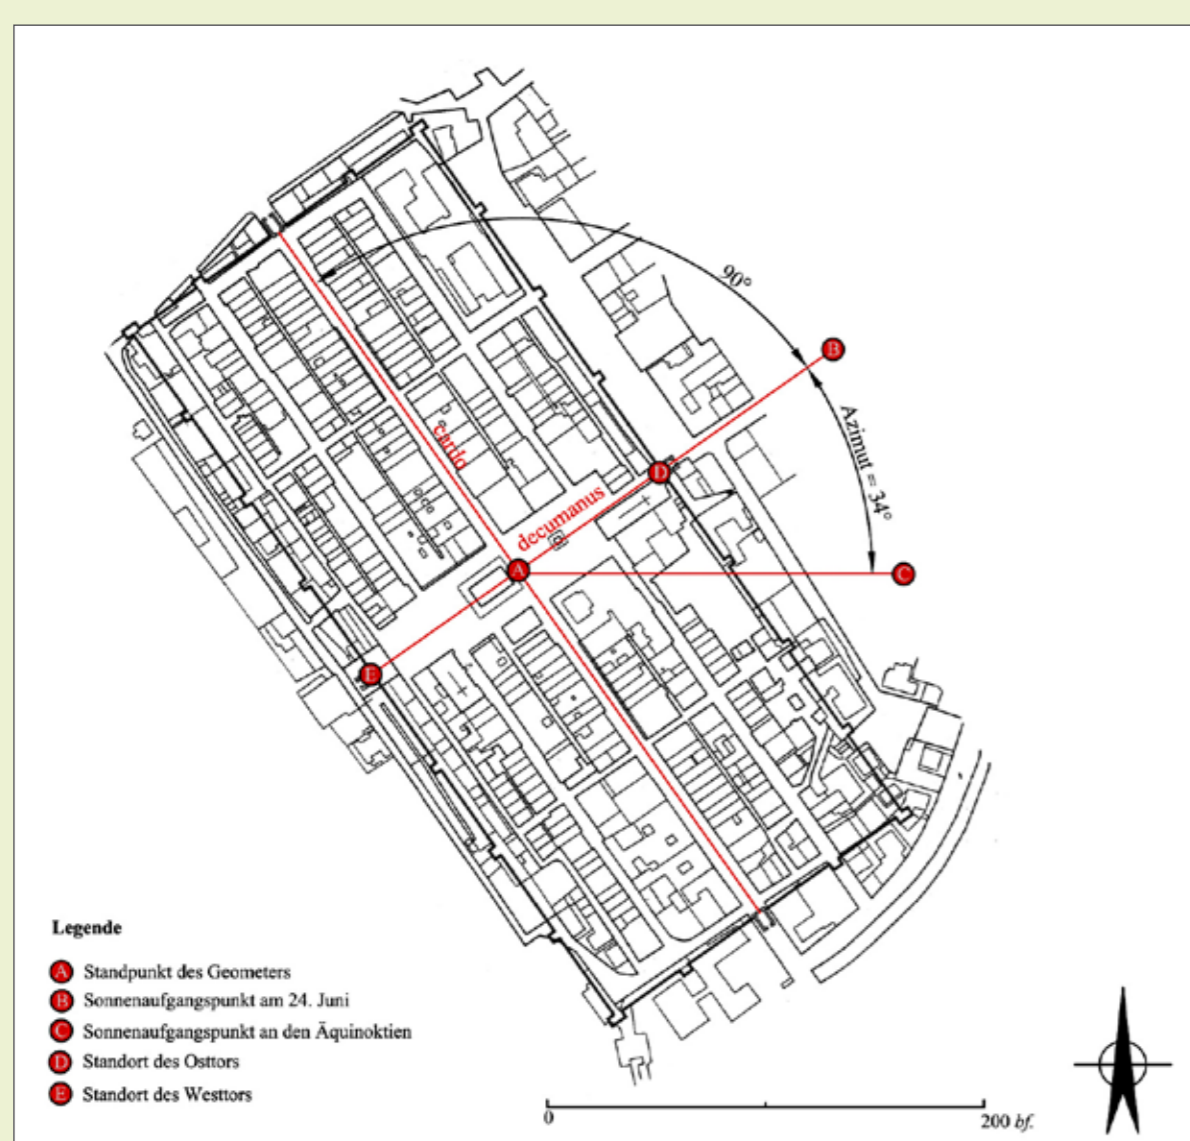 90°
B
Azimut = 34°
cardo
D
decumanus
A
C
E
Legende
A Standpunkt des Geometers
B Sonnenaufgangspunkt am 24. Juni
C Sonnenaufgangspunkt an den Äquinoktien
D Standort des Osttors
E Standort des Westtors
0
200 bf.